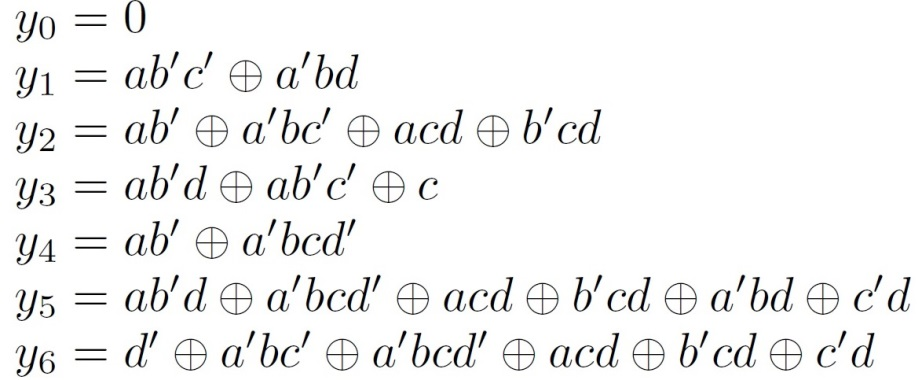 y₀ = 0
y₁ = ab′c′ ⊕ a′bd
y₂ = ab′ ⊕ a′bc′ ⊕ acd ⊕ b′cd
y₃ = ab′d ⊕ ab′c′ ⊕ c
y₄ = ab′ ⊕ a′bcd′
y₅ = ab′d ⊕ a′bcd′ ⊕ acd ⊕ b′cd ⊕ a′bd ⊕ c′d
y₆ = d′ ⊕ a′bc′ ⊕ a′bcd′ ⊕ acd ⊕ b′cd ⊕ c′d